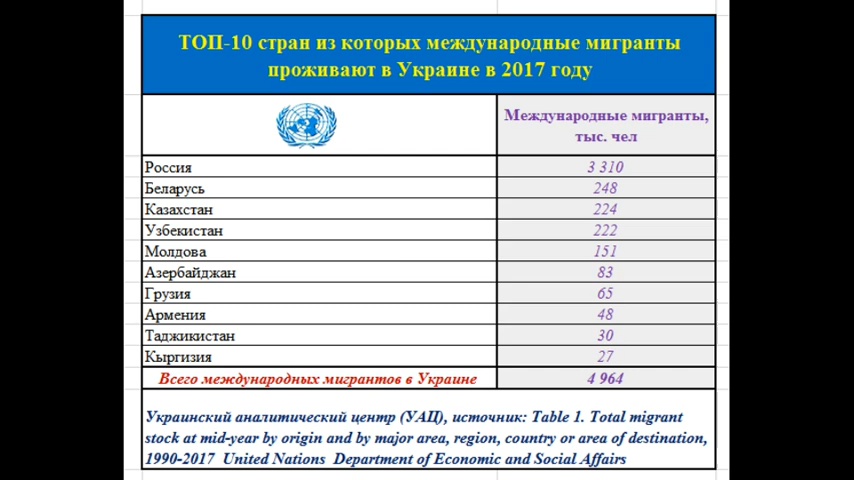 ТОП-10 стран из которых международные мигранты
проживают в Украине в 2017 году
Международные мигранты,
тыс. чел
Россия 3 310
Беларусь 248
Казахстан 224
Узбекистан 222
Молдова 151
Азербайджан 83
Грузия 65
Армения 48
Таджикистан 30
Кыргизия 27
Всего международных мигрантов в Украине 4 964
Украинский аналитический центр (УАЦ), источник: Table 1. Total migrant
stock at mid-year by origin and by major area, region, country or area of destination,
1990-2017 United Nations Department of Economic and Social Affairs